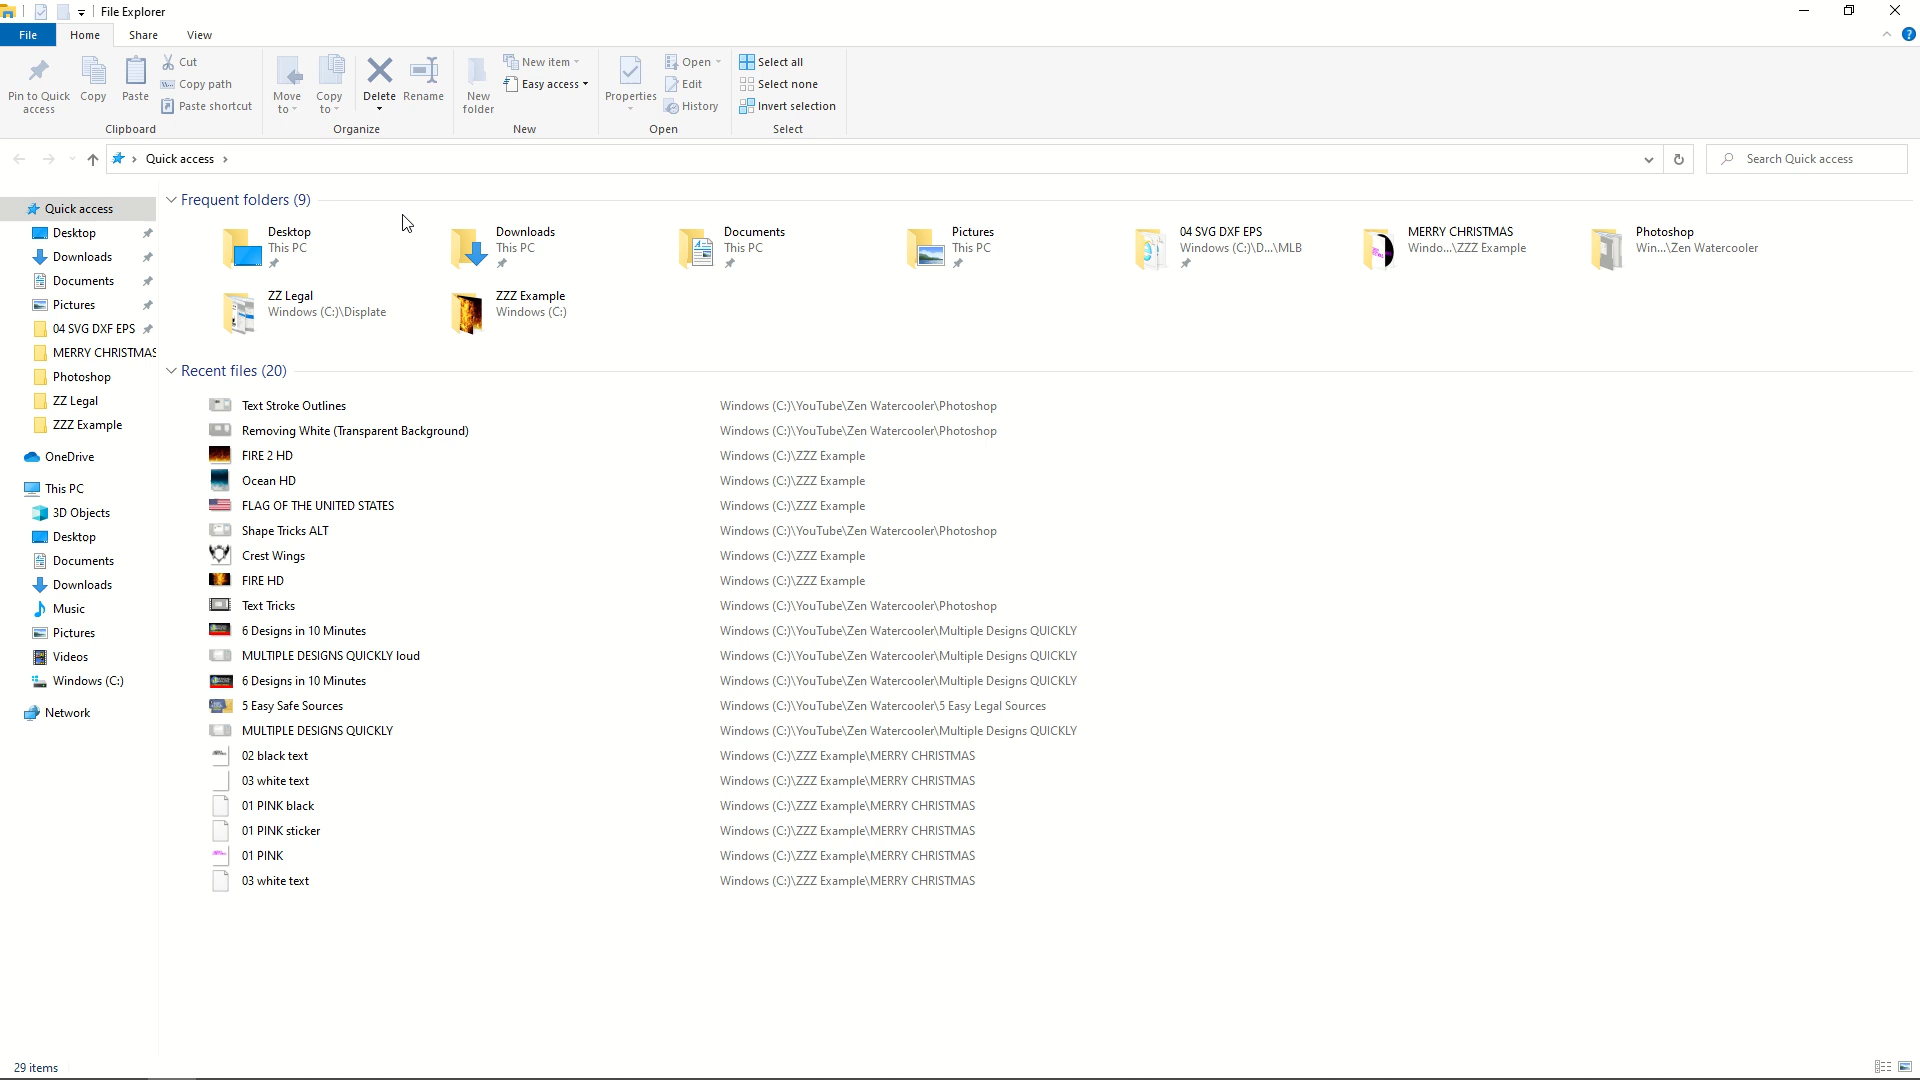 File Explorer
File Home Share View
Pin to Quick access
Copy
Paste
Cut
Copy path
Paste shortcut
Clipboard
Move to
Copy to
Delete
Rename
Organize
New folder
New item
Easy access
New
Properties
Open
Edit
History
Open
Select all
Select none
Invert selection
Select
Quick access
Search Quick access
Quick access
Desktop
Downloads
Documents
Pictures
04 SVG DXF EPS
MERRY CHRISTMAS
Photoshop
ZZ Legal
ZZZ Example
OneDrive
This PC
3D Objects
Desktop
Documents
Downloads
Music
Pictures
Videos
Windows (C:)
Network
Frequent folders (9)
Desktop
This PC
Downloads
This PC
Documents
This PC
Pictures
This PC
04 SVG DXF EPS
Windows (C:)\D...\MLB
MERRY CHRISTMAS
Windo...\ZZZ Example
Photoshop
Win...\Zen Watercooler
ZZ Legal
Windows (C:)\Displate
ZZZ Example
Windows (C:)
Recent files (20)
Text Stroke Outlines Windows (C:)\YouTube\Zen Watercooler\Photoshop
Removing White (Transparent Background) Windows (C:)\YouTube\Zen Watercooler\Photoshop
FIRE 2 HD Windows (C:)\ZZZ Example
Ocean HD Windows (C:)\ZZZ Example
FLAG OF THE UNITED STATES Windows (C:)\ZZZ Example
Shape Tricks ALT Windows (C:)\YouTube\Zen Watercooler\Photoshop
Crest Wings Windows (C:)\ZZZ Example
FIRE HD Windows (C:)\ZZZ Example
Text Tricks Windows (C:)\YouTube\Zen Watercooler\Photoshop
6 Designs in 10 Minutes Windows (C:)\YouTube\Zen Watercooler\Multiple Designs QUICKLY
MULTIPLE DESIGNS QUICKLY loud Windows (C:)\YouTube\Zen Watercooler\Multiple Designs QUICKLY
6 Designs in 10 Minutes Windows (C:)\YouTube\Zen Watercooler\Multiple Designs QUICKLY
5 Easy Safe Sources Windows (C:)\YouTube\Zen Watercooler\5 Easy Legal Sources
MULTIPLE DESIGNS QUICKLY Windows (C:)\YouTube\Zen Watercooler\Multiple Designs QUICKLY
02 black text Windows (C:)\ZZZ Example\MERRY CHRISTMAS
03 white text Windows (C:)\ZZZ Example\MERRY CHRISTMAS
01 PINK black Windows (C:)\ZZZ Example\MERRY CHRISTMAS
01 PINK sticker Windows (C:)\ZZZ Example\MERRY CHRISTMAS
01 PINK Windows (C:)\ZZZ Example\MERRY CHRISTMAS
03 white text Windows (C:)\ZZZ Example\MERRY CHRISTMAS
29 items